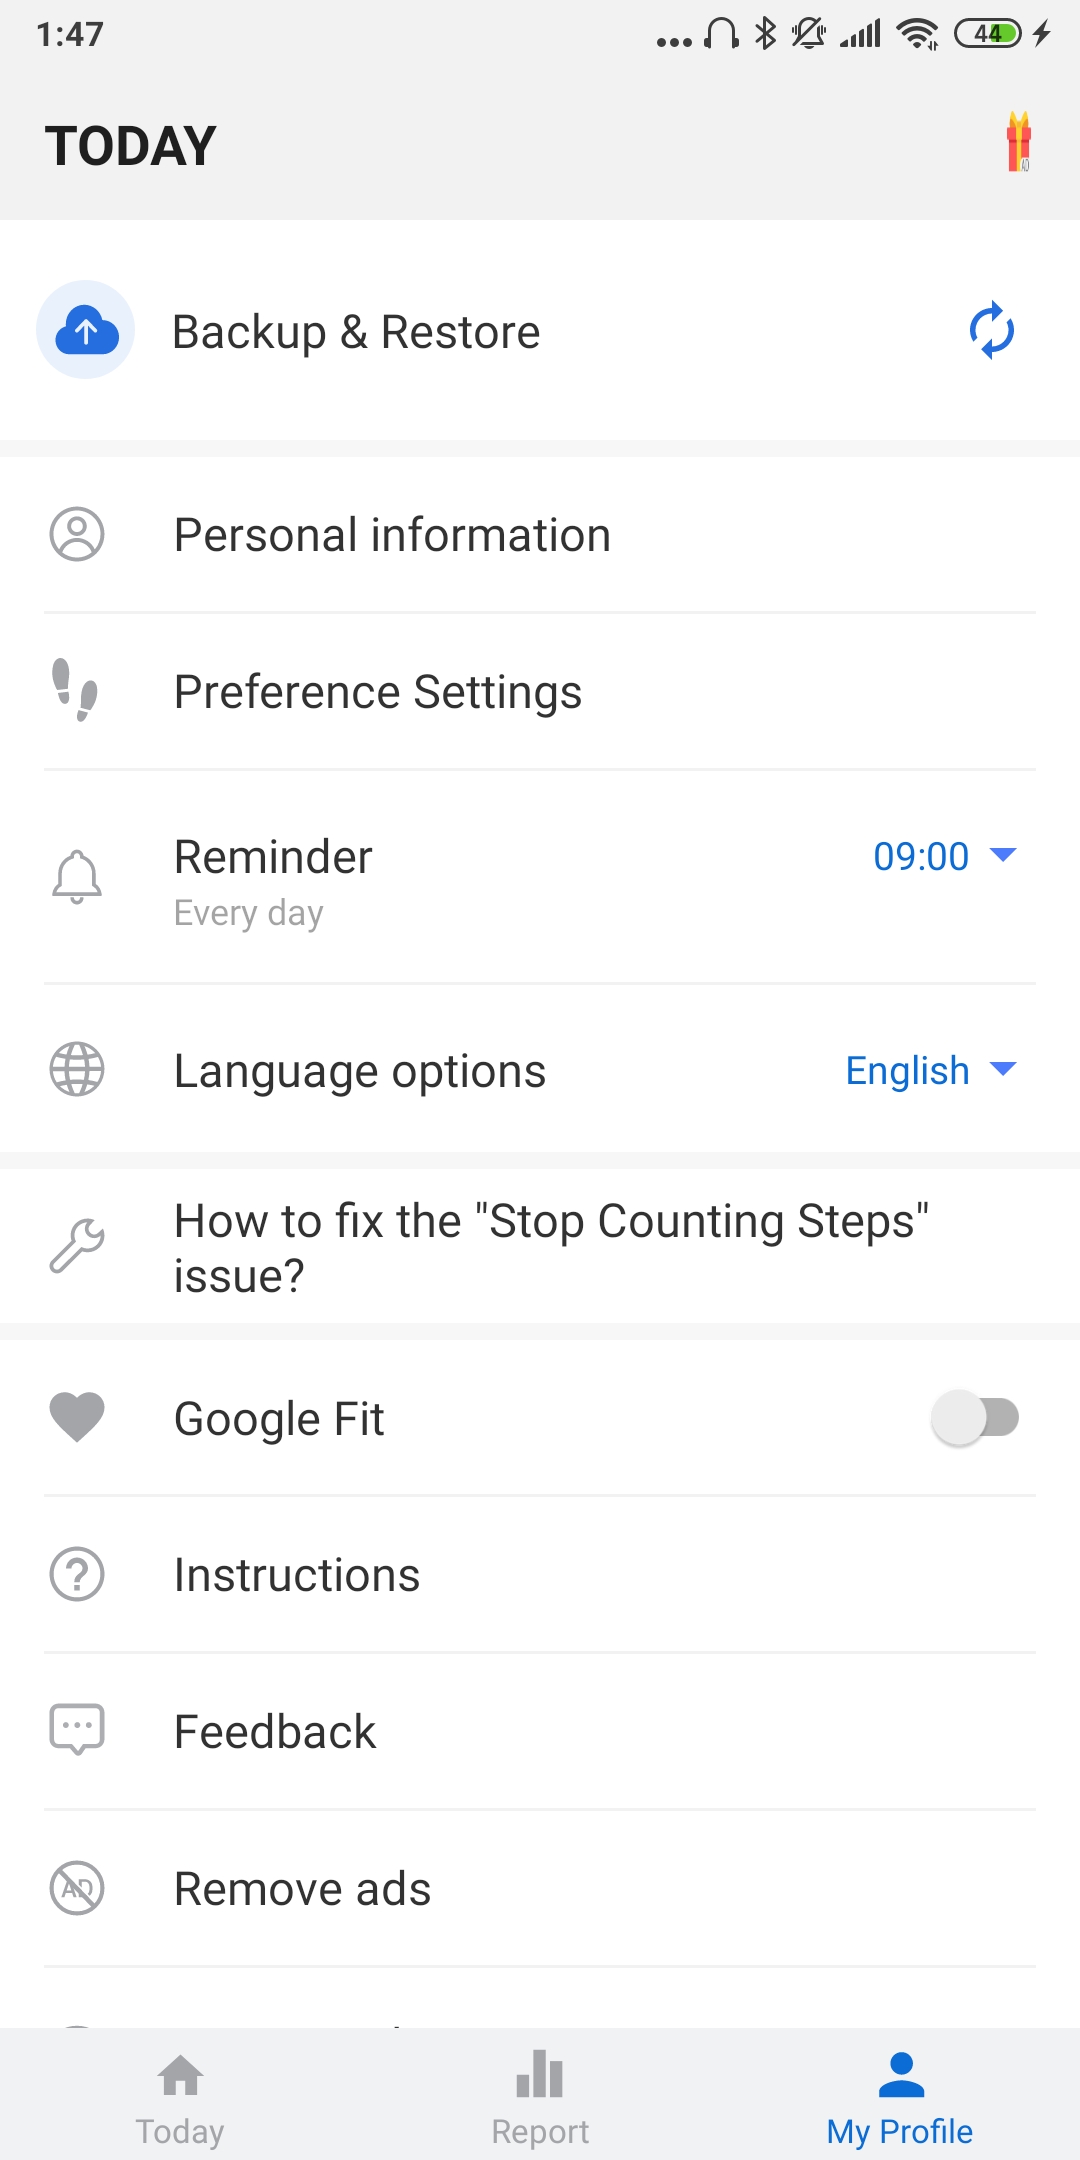 1:47
44
TODAY
AD
Backup & Restore
Personal information
Preference Settings
Reminder
09:00
Every day
Language options
English
How to fix the "Stop Counting Steps"
issue?
Google Fit
Instructions
Feedback
AD
Remove ads
Today
Report
My Profile